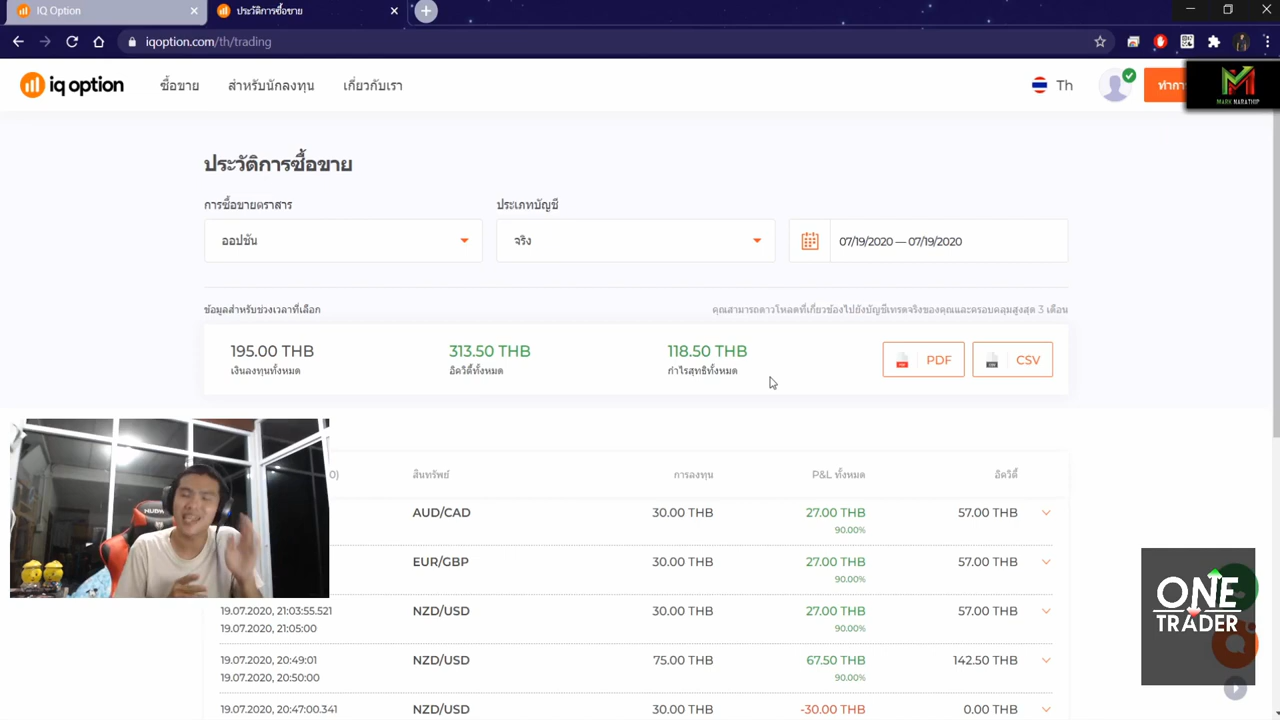 IQ Option
ประวัติการซื้อขาย
iqoption.com/th/trading
iq option
ซื้อขาย
สำหรับนักลงทุน
เกี่ยวกับเรา
Th
MARK NARATHIP
ประวัติการซื้อขาย
การซื้อขายตราสาร
ประเภทบัญชี
ออปชัน
จริง
07/19/2020 — 07/19/2020
ข้อมูลสำหรับช่วงเวลาที่เลือก
คุณสามารถดาวโหลดที่เกี่ยวข้องไปยังบัญชีเทรดจริงของคุณและครอบคลุมสูงสุด 3 เดือน
195.00 THB
313.50 THB
118.50 THB
PDF
CSV
เงินลงทุนทั้งหมด
อิควิตี้ทั้งหมด
กำไรสุทธิทั้งหมด
0)
สินทรัพย์
การลงทุน
P&L ทั้งหมด
อิควิตี้
AUD/CAD
30.00 THB
27.00 THB
57.00 THB
90.00%
EUR/GBP
30.00 THB
27.00 THB
57.00 THB
90.00%
19.07.2020, 21:03:55.521
NZD/USD
30.00 THB
27.00 THB
57.00 THB
19.07.2020, 21:05:00
90.00%
19.07.2020, 20:49:01
NZD/USD
75.00 THB
67.50 THB
142.50 THB
19.07.2020, 20:50:00
90.00%
19.07.2020, 20:47:00.341
NZD/USD
30.00 THB
-30.00 THB
0.00 THB
ONE
TRADER